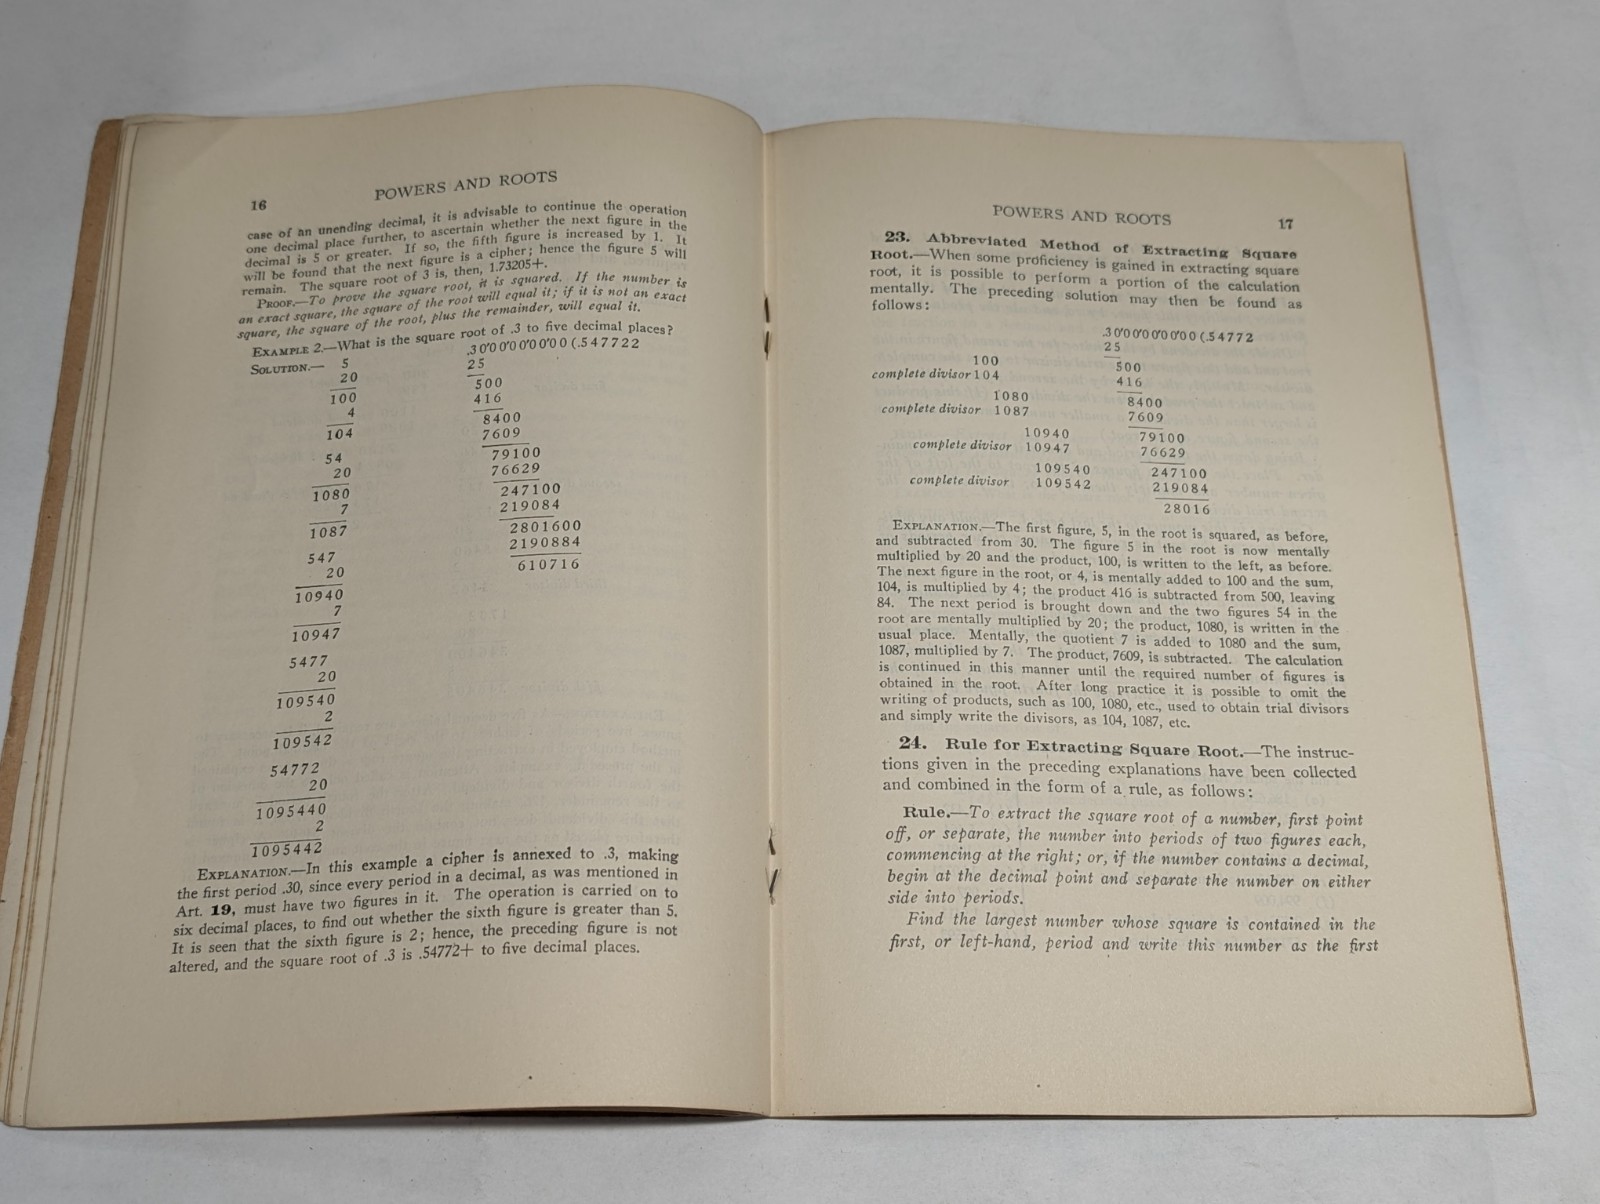 16
POWERS AND ROOTS
case of an unending decimal, it is advisable to continue the operation
one decimal place further, to ascertain whether the next figure in the
decimal is 5 or greater. If so, the fifth figure is increased by 1. It
will be found that the next figure is a cipher; hence the figure 5 will
remain. The square root of 3 is, then, 1.73205+.
PROOF.—To prove the square root, it is squared. If the number is
an exact square, the square of the root will equal it; if it is not an exact
square, the square of the root, plus the remainder, will equal it.
EXAMPLE 2.—What is the square root of .3 to five decimal places?
SOLUTION.— 5 .30'00'00'00'00 (.547722
20 25
100 500
4 416
104 8400
7609
54 79100
20 76629
1080 247100
7 219084
1087 2801600
2190884
547 610716
20
10940
7
10947
5477
20
109540
2
109542
54772
20
1095440
2
1095442
EXPLANATION.—In this example a cipher is annexed to .3, making
the first period .30, since every period in a decimal, as was mentioned in
Art. 19, must have two figures in it. The operation is carried on to
six decimal places, to find out whether the sixth figure is greater than 5.
It is seen that the sixth figure is 2; hence, the preceding figure is not
altered, and the square root of .3 is .54772+ to five decimal places.
POWERS AND ROOTS
17
23. Abbreviated Method of Extracting Square
Root.—When some proficiency is gained in extracting square
root, it is possible to perform a portion of the calculation
mentally. The preceding solution may then be found as
follows:
.30'00'00'00'00 (.54772
25
100 500
complete divisor 104 416
1080 8400
complete divisor 1087 7609
10940 79100
complete divisor 10947 76629
109540 247100
complete divisor 109542 219084
28016
EXPLANATION.—The first figure, 5, in the root is squared, as before,
and subtracted from 30. The figure 5 in the root is now mentally
multiplied by 20 and the product, 100, is written to the left, as before.
The next figure in the root, or 4, is mentally added to 100 and the sum,
104, is multiplied by 4; the product 416 is subtracted from 500, leaving
84. The next period is brought down and the two figures 54 in the
root are mentally multiplied by 20; the product, 1080, is written in the
usual place. Mentally, the quotient 7 is added to 1080 and the sum,
1087, multiplied by 7. The product, 7609, is subtracted. The calculation
is continued in this manner until the required number of figures is
obtained in the root. After long practice it is possible to omit the
writing of products, such as 100, 1080, etc., used to obtain trial divisors
and simply write the divisors, as 104, 1087, etc.
24. Rule for Extracting Square Root.—The instruc-
tions given in the preceding explanations have been collected
and combined in the form of a rule, as follows:
Rule.—To extract the square root of a number, first point
off, or separate, the number into periods of two figures each,
commencing at the right; or, if the number contains a decimal,
begin at the decimal point and separate the number on either
side into periods.
Find the largest number whose square is contained in the
first, or left-hand, period and write this number as the first